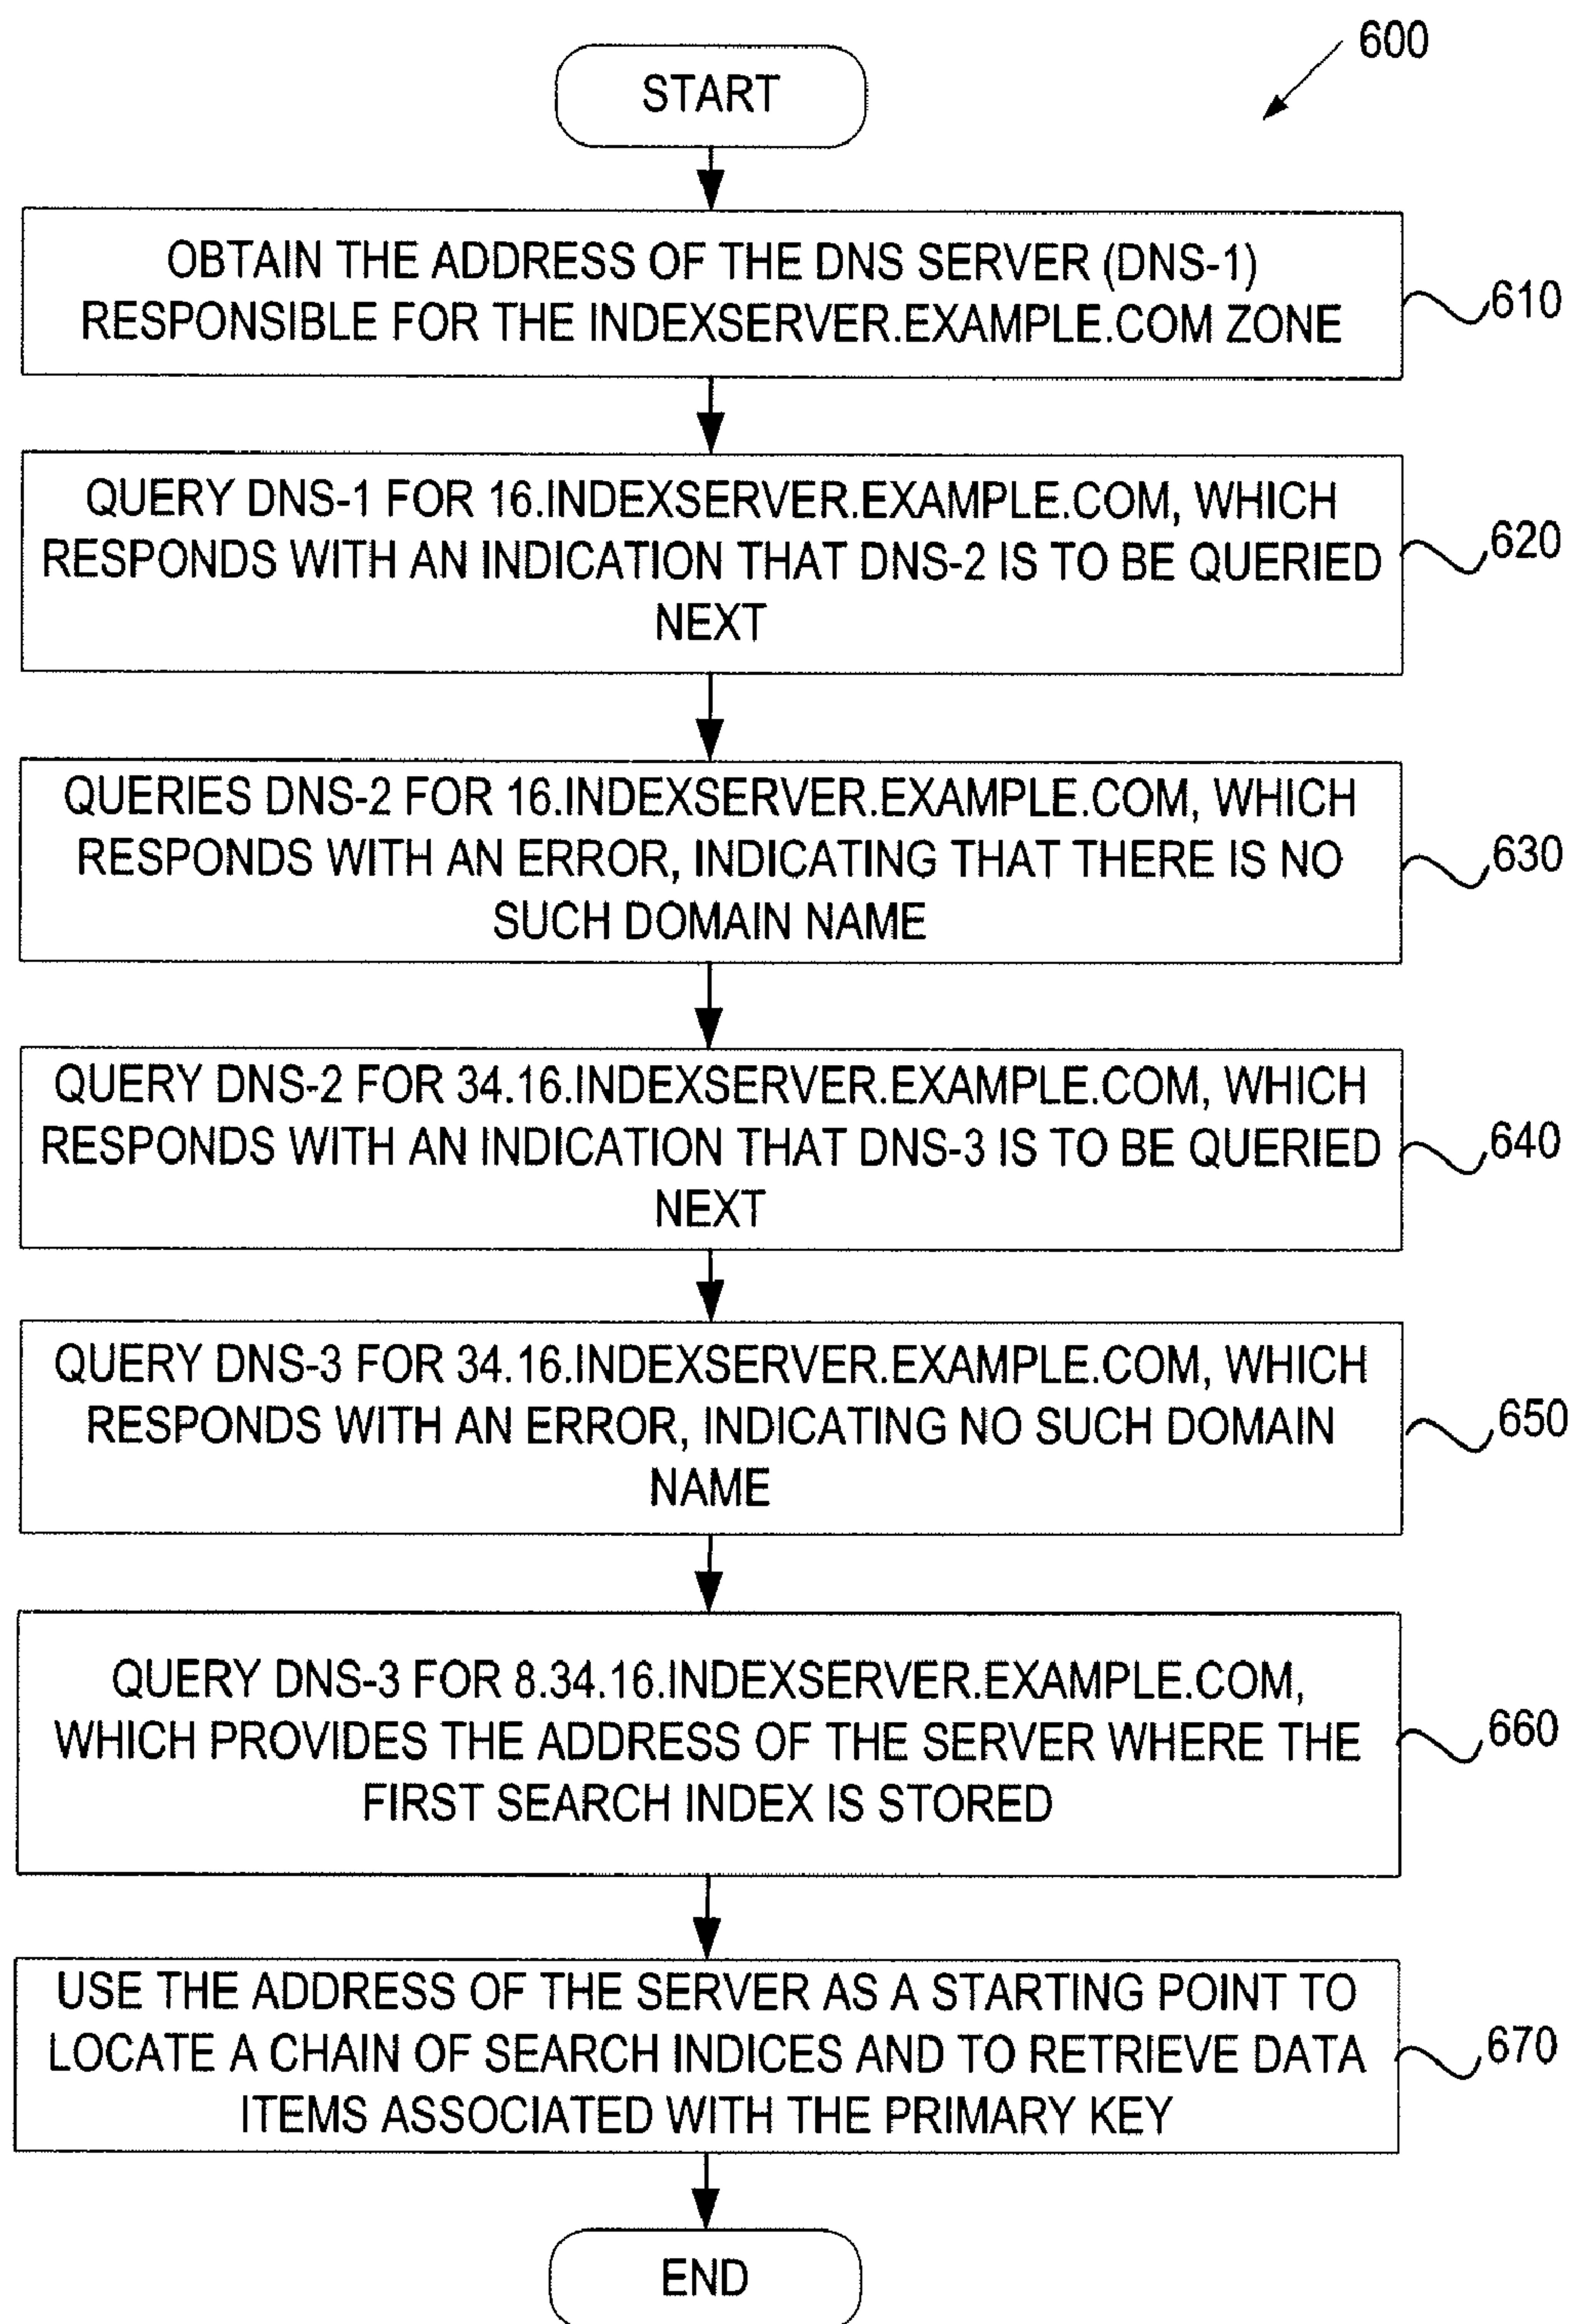 600
START
OBTAIN THE ADDRESS OF THE DNS SERVER (DNS-1)
RESPONSIBLE FOR THE INDEXSERVER.EXAMPLE.COM ZONE
610
QUERY DNS-1 FOR 16.INDEXSERVER.EXAMPLE.COM, WHICH
RESPONDS WITH AN INDICATION THAT DNS-2 IS TO BE QUERIED
NEXT
620
QUERIES DNS-2 FOR 16.INDEXSERVER.EXAMPLE.COM, WHICH
RESPONDS WITH AN ERROR, INDICATING THAT THERE IS NO
SUCH DOMAIN NAME
630
QUERY DNS-2 FOR 34.16.INDEXSERVER.EXAMPLE.COM, WHICH
RESPONDS WITH AN INDICATION THAT DNS-3 IS TO BE QUERIED
NEXT
640
QUERY DNS-3 FOR 34.16.INDEXSERVER.EXAMPLE.COM, WHICH
RESPONDS WITH AN ERROR, INDICATING NO SUCH DOMAIN
NAME
650
QUERY DNS-3 FOR 8.34.16.INDEXSERVER.EXAMPLE.COM,
WHICH PROVIDES THE ADDRESS OF THE SERVER WHERE THE
FIRST SEARCH INDEX IS STORED
660
USE THE ADDRESS OF THE SERVER AS A STARTING POINT TO
LOCATE A CHAIN OF SEARCH INDICES AND TO RETRIEVE DATA
ITEMS ASSOCIATED WITH THE PRIMARY KEY
670
END